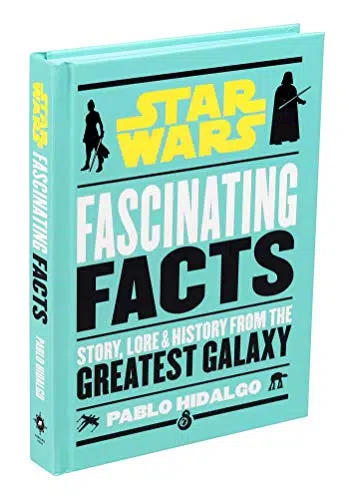 STAR
WARS
FASCINATING
FACTS
STORY, LORE & HISTORY FROM THE
GREATEST GALAXY
PABLO HIDALGO
STAR WARS FASCINATING FACTS PABLO HIDALGO